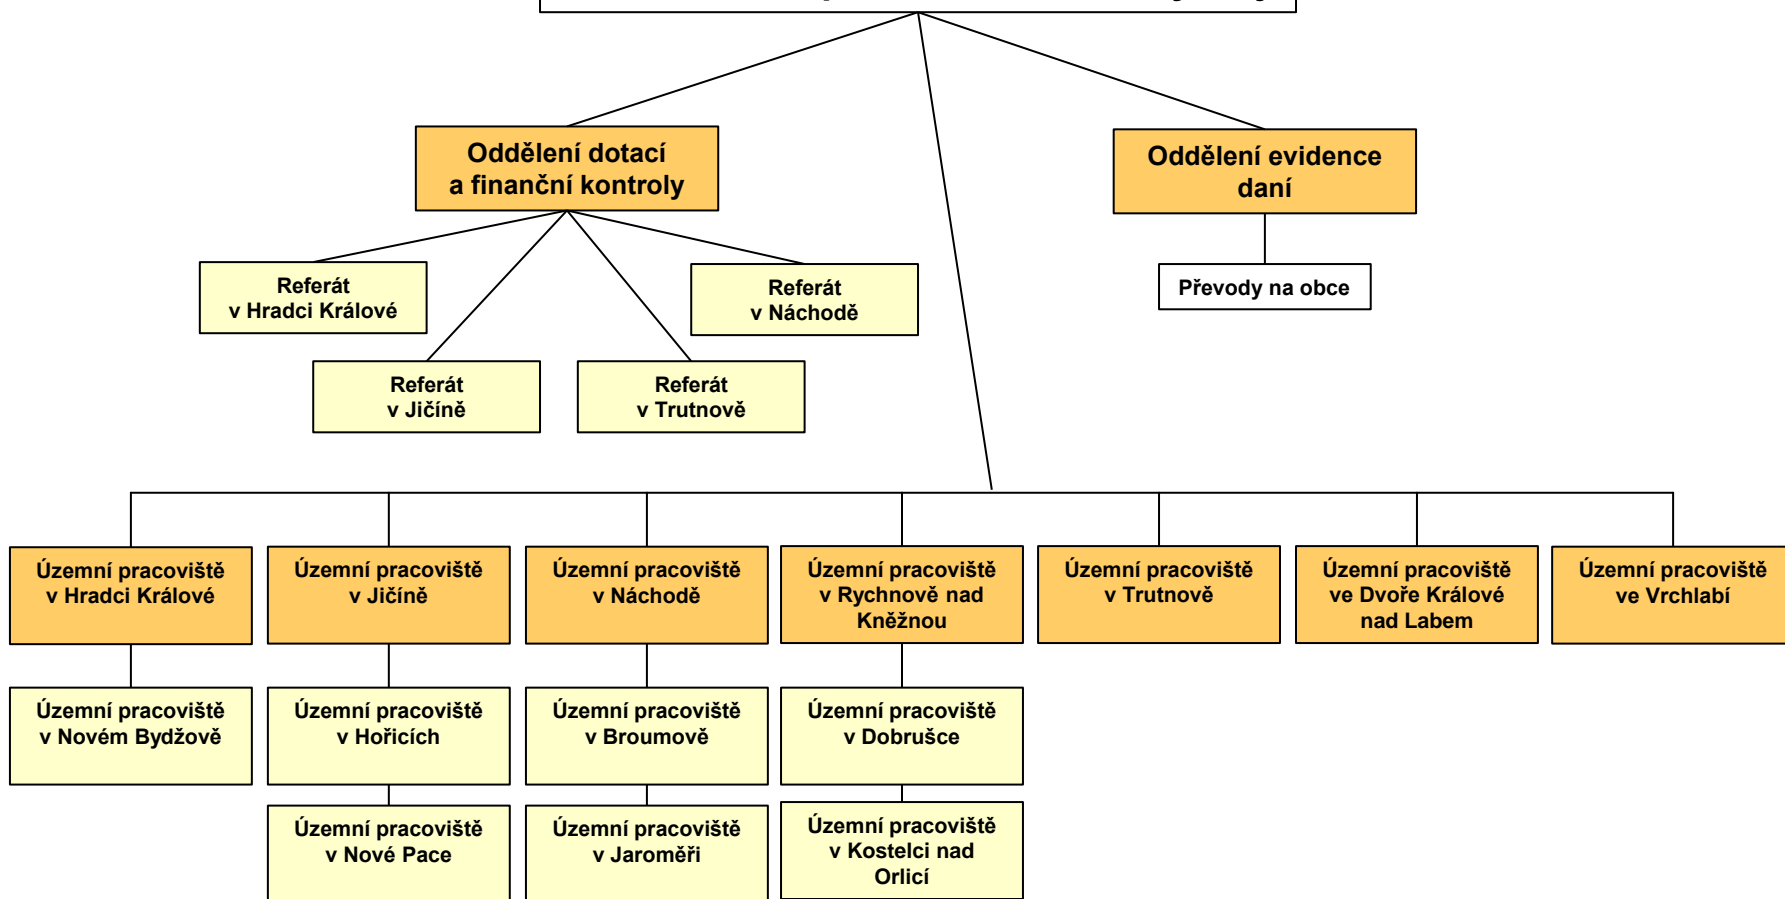 Oddělení dotací
a finanční kontroly
Oddělení evidence
daní
Referát
v Hradci Králové
Referát
v Náchodě
Převody na obce
Referát
v Jičíně
Referát
v Trutnově
Územní pracoviště
v Hradci Králové
Územní pracoviště
v Jičíně
Územní pracoviště
v Náchodě
Územní pracoviště
v Rychnově nad
Kněžnou
Územní pracoviště
v Trutnově
Územní pracoviště
ve Dvoře Králové
nad Labem
Územní pracoviště
ve Vrchlabí
Územní pracoviště
v Novém Bydžově
Územní pracoviště
v Hořicích
Územní pracoviště
v Broumově
Územní pracoviště
v Dobrušce
Územní pracoviště
v Nové Pace
Územní pracoviště
v Jaroměři
Územní pracoviště
v Kostelci nad
Orlicí